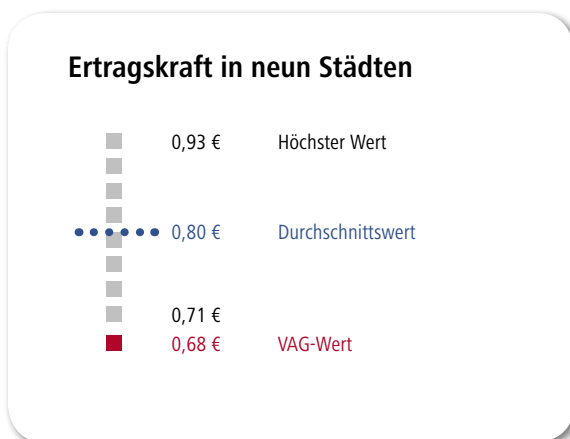 Ertragskraft in neun Städten
0,93 € Höchster Wert
0,80 € Durchschnittswert
0,71 €
0,68 € VAG-Wert